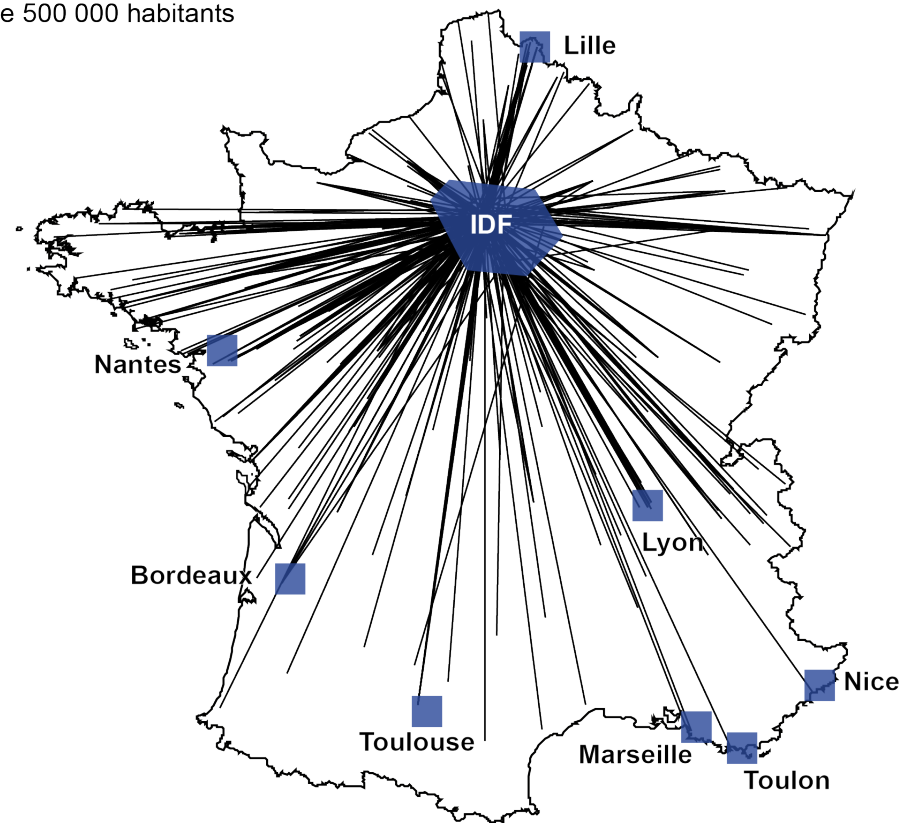 e 500 000 habitants
Lille
IDF
Nantes
Lyon
Bordeaux
Nice
Toulouse
Marseille
Toulon